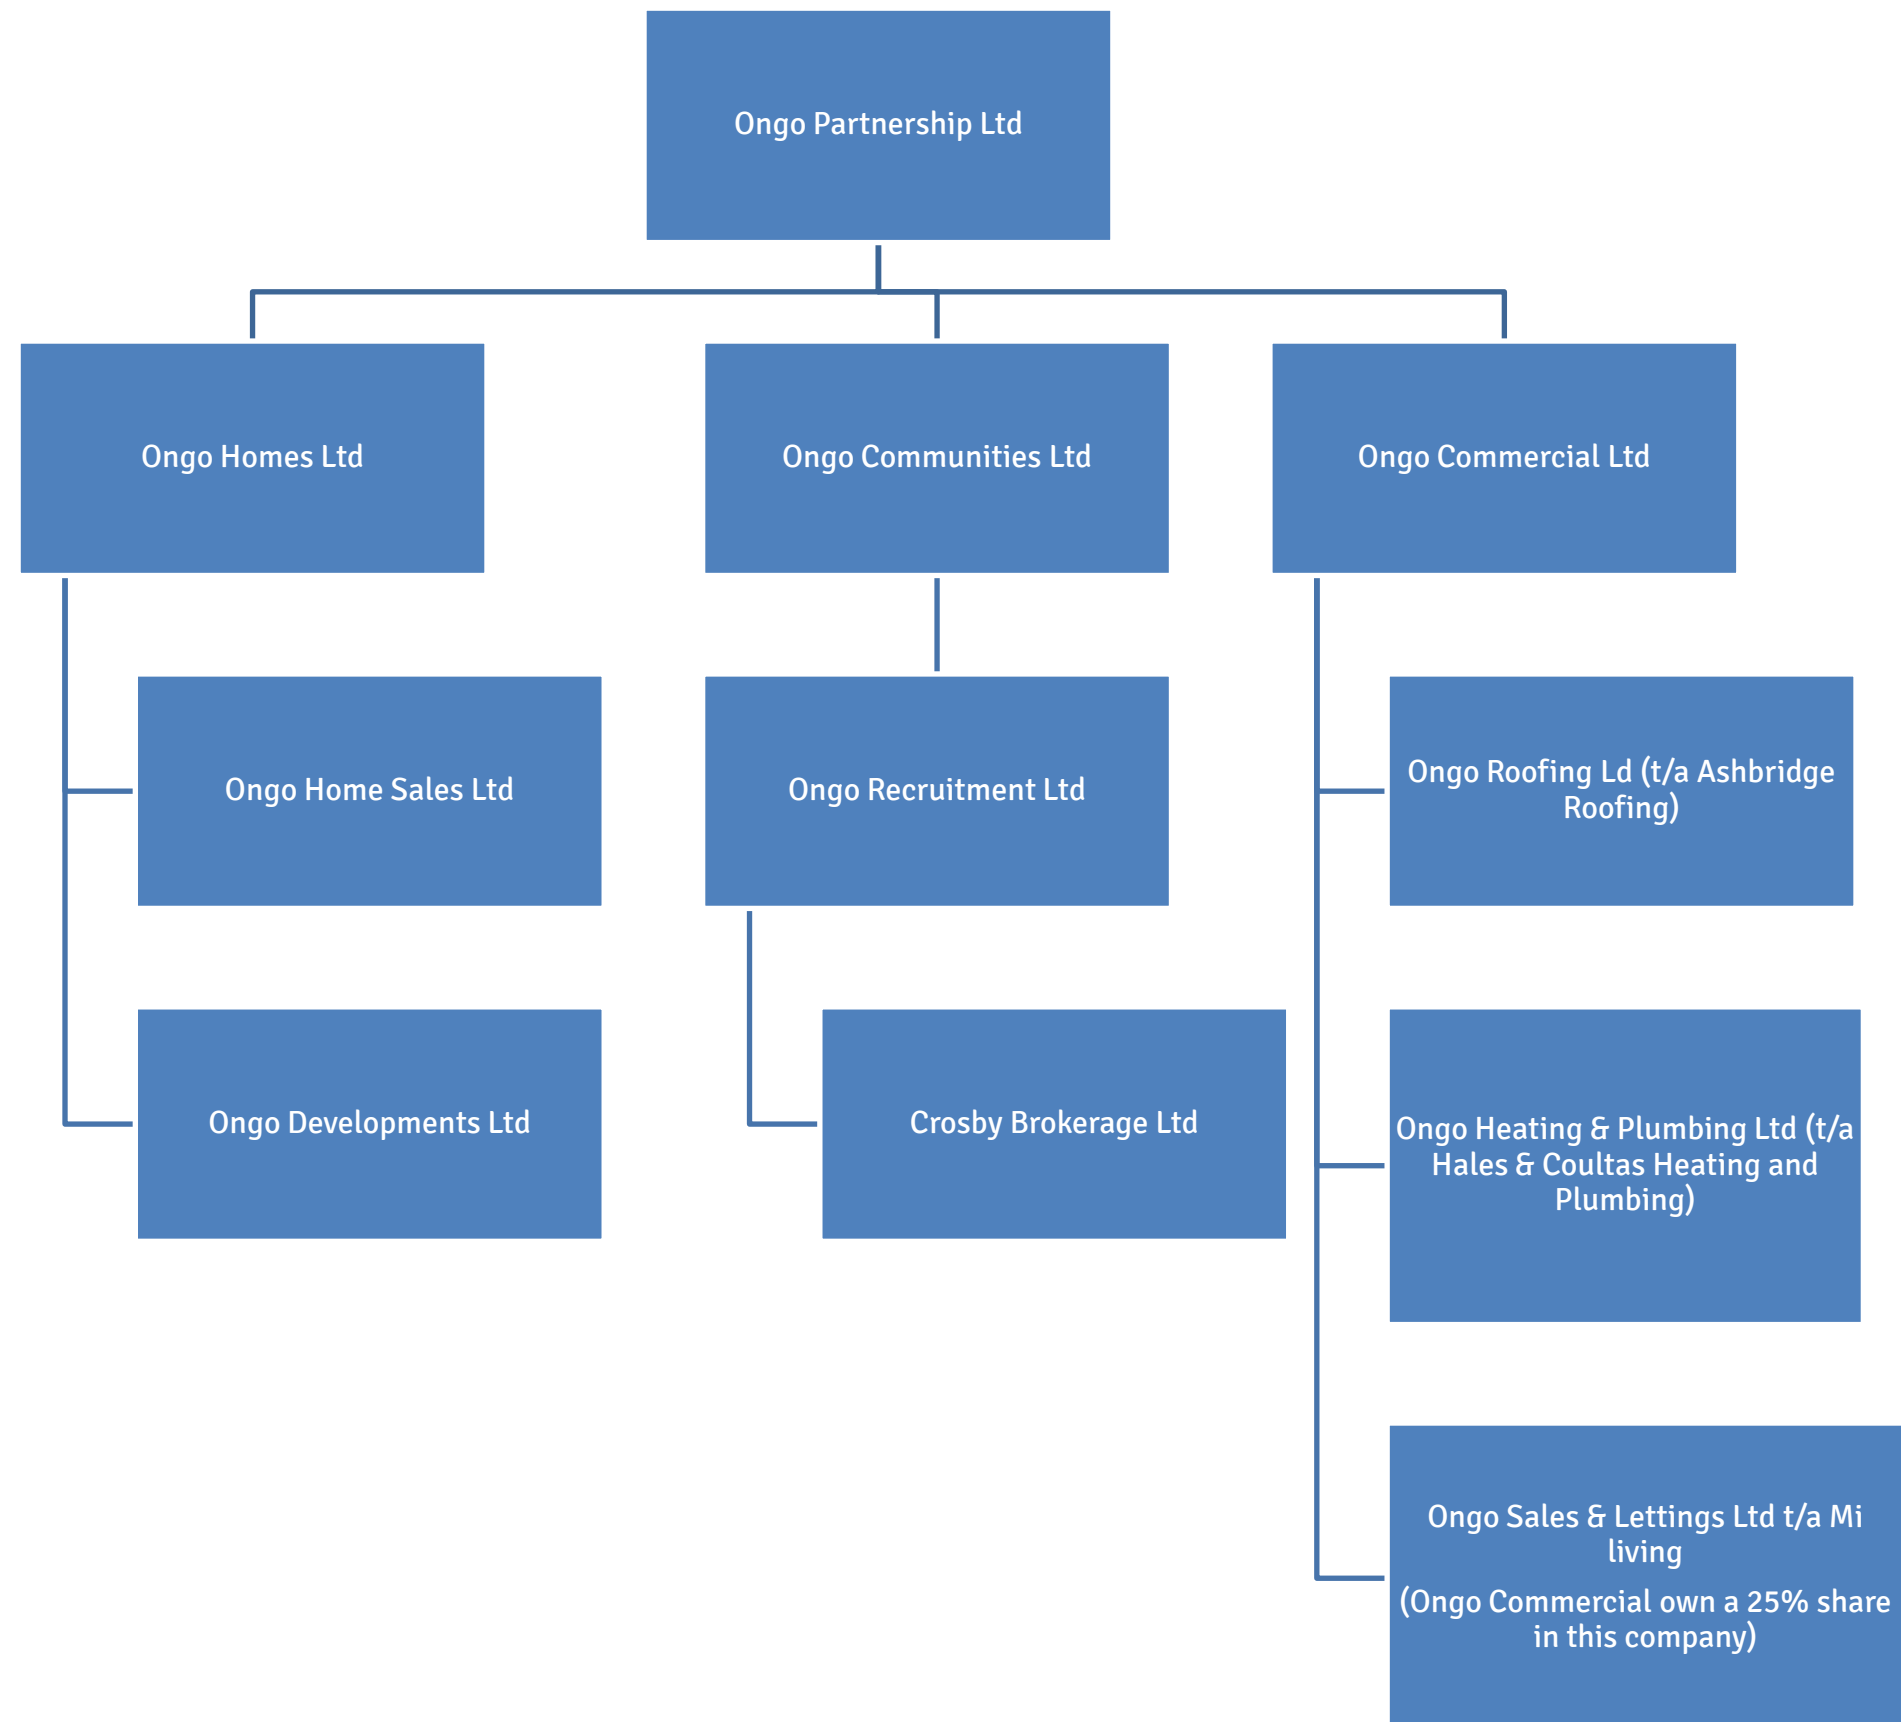 Ongo Partnership Ltd
Ongo Homes Ltd
Ongo Communities Ltd
Ongo Commercial Ltd
Ongo Home Sales Ltd
Ongo Recruitment Ltd
Ongo Roofing Ld (t/a Ashbridge
Roofing)
Ongo Developments Ltd
Crosby Brokerage Ltd
Ongo Heating & Plumbing Ltd (t/a
Hales & Coultas Heating and
Plumbing)
Ongo Sales & Lettings Ltd t/a Mi
living
(Ongo Commercial own a 25% share
in this company)